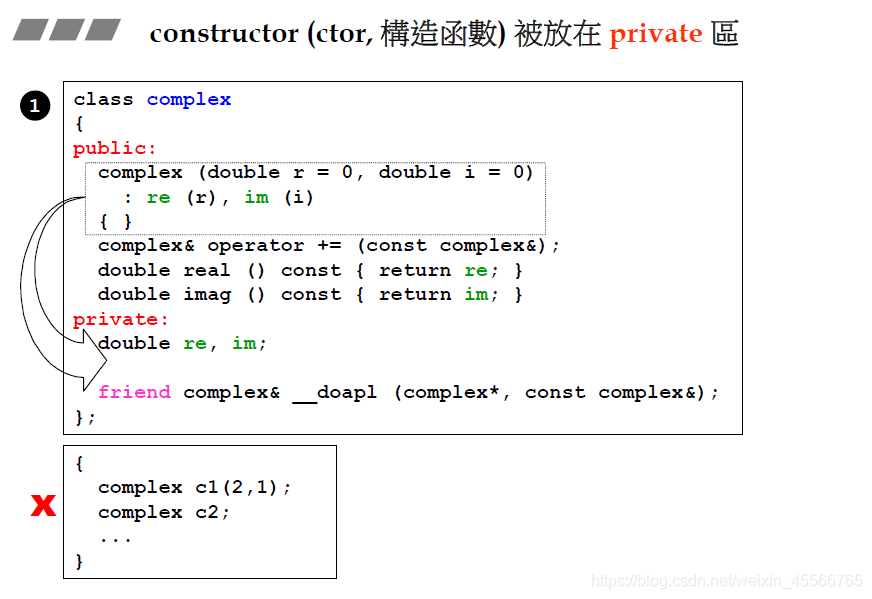 constructor (ctor, 構造函數) 被放在 private 區
1
class complex
{
public:
complex (double r = 0, double i = 0)
: re (r), im (i)
{ }
complex& operator += (const complex&);
double real () const { return re; }
double imag () const { return im; }
private:
double re, im;
friend complex& __doapl (complex*, const complex&);
};
{
complex c1(2,1);
complex c2;
...
}
https://blog.csdn.net/weixin_45566765